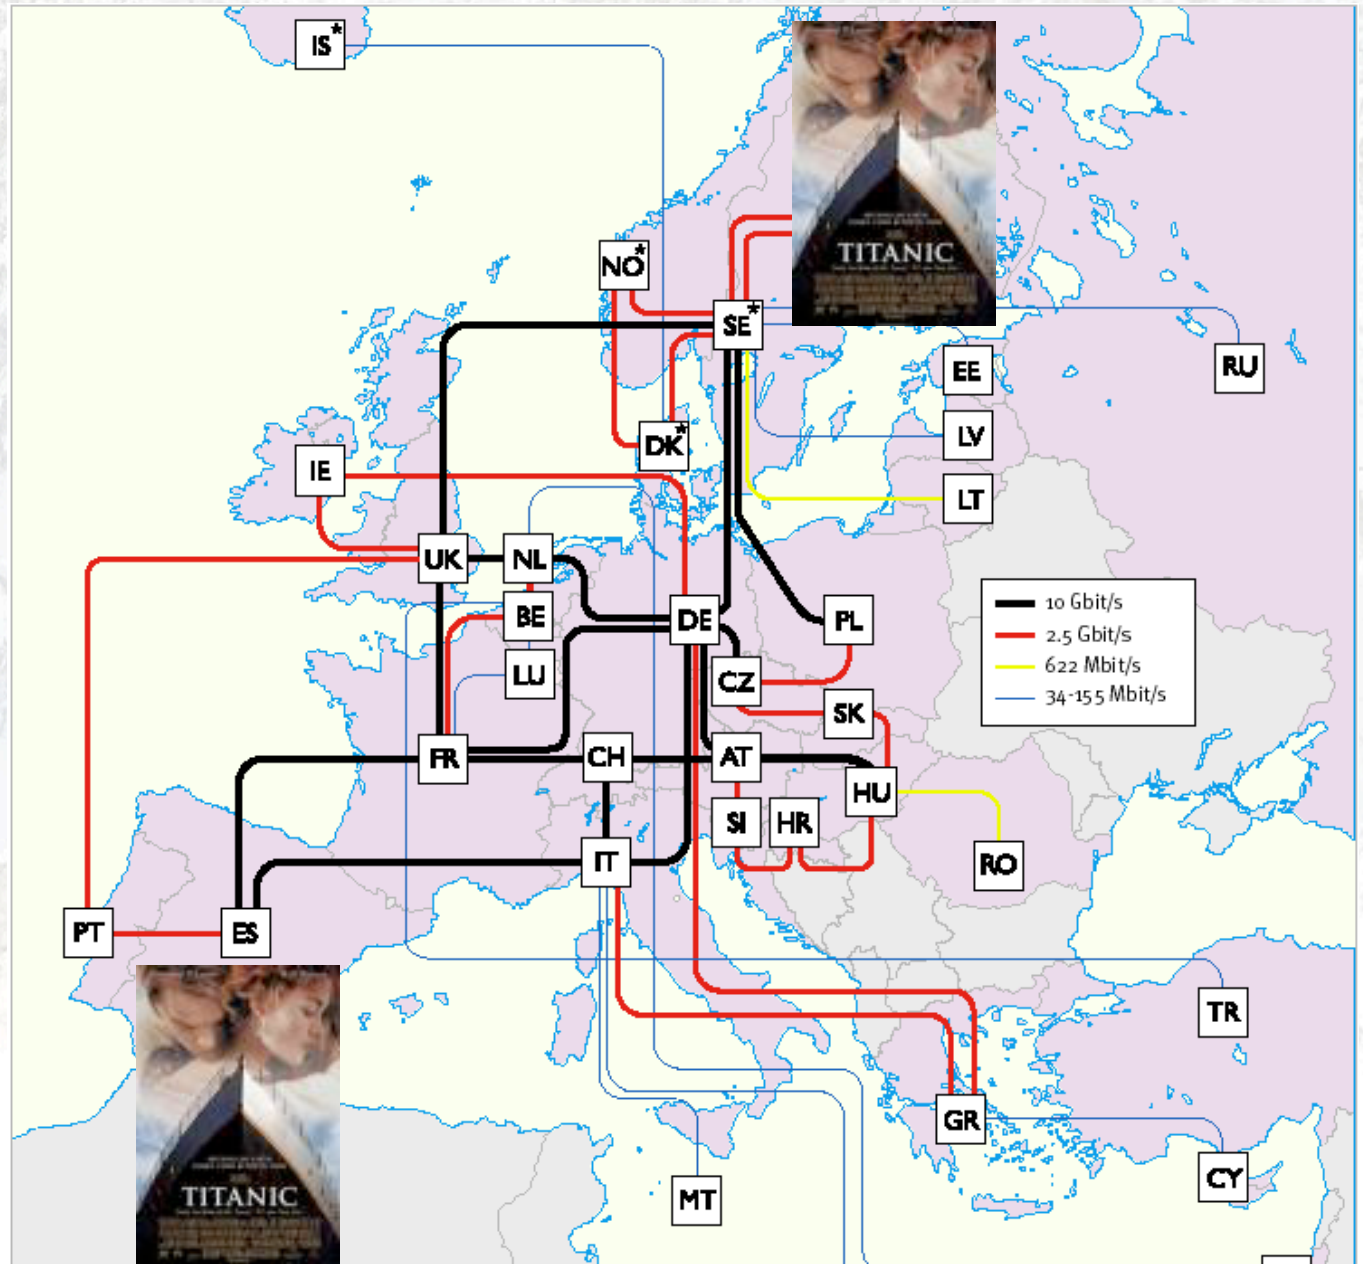 IS*
TITANIC
NO*
SE*
EE
RU
DK*
LV
IE
LT
UK
NL
10 Gbit/s
2.5 Gbit/s
622 Mbit/s
34-155 Mbit/s
BE
DE
PL
LU
CZ
SK
FR
CH
AT
HU
SI
HR
IT
RO
PT
ES
TR
GR
CY
MT
TITANIC